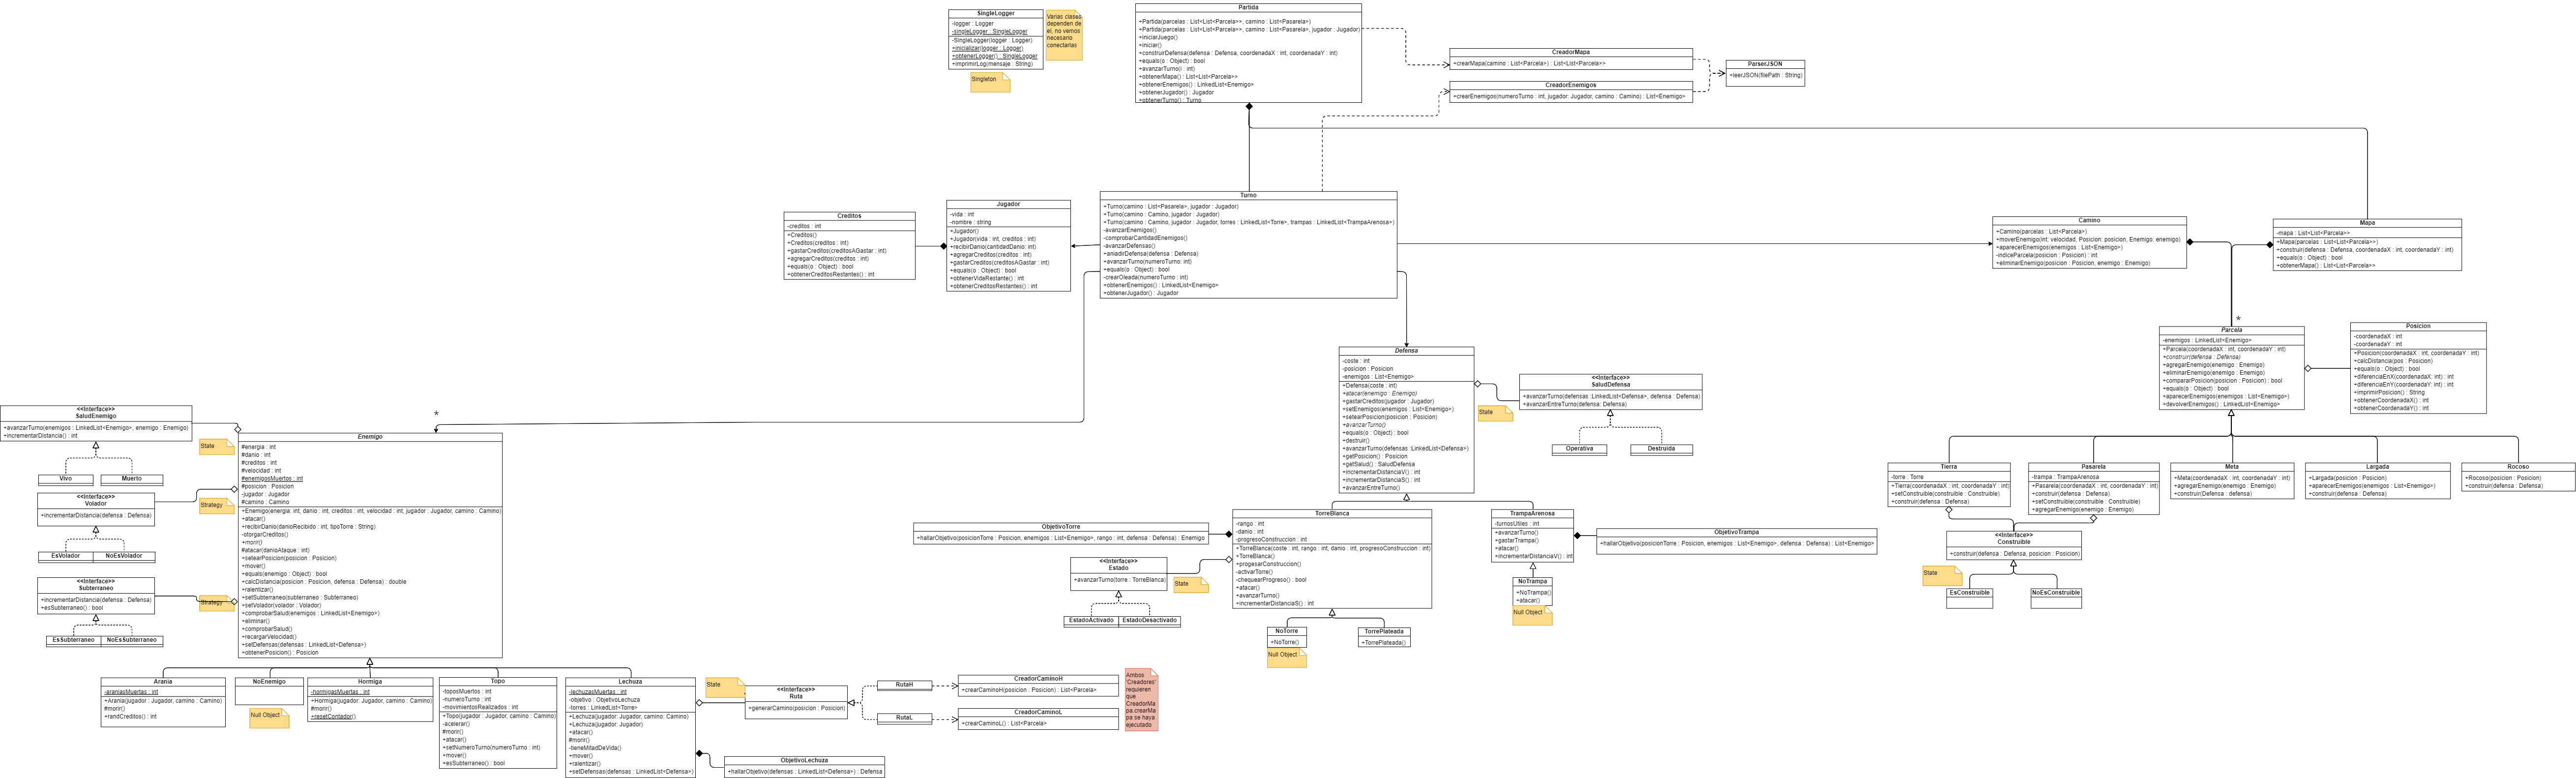 SingleLogger
-logger : Logger
-singleLogger : SingleLogger
-SingleLogger(logger : Logger)
+inicializar(logger : Logger)
+obtenerLogger() : SingleLogger
+imprimirLog(mensaje : String)
Varias clases
dependen de
el, no vemos
necesario
conectarlas
Singleton
Partida
+Partida(parcelas : List<List<Parcela>>, camino : List<Pasarela>)
+Partida(parcelas : List<List<Parcela>>, camino : List<Pasarela>, jugador : Jugador)
+iniciarJuego()
+iniciar()
+construirDefensa(defensa : Defensa, coordenadaX : int, coordenadaY : int)
+equals(o : Object) : bool
+avanzarTurno(i : int)
+obtenerMapa() : List<List<Parcela>>
+obtenerEnemigos() : LinkedList<Enemigo>
+obtenerJugador() : Jugador
+obtenerTurno() : Turno
CreadorMapa
+crearMapa(camino : List<Parcela>) : List<List<Parcela>>
CreadorEnemigos
+crearEnemigos(numeroTurno : int, jugador: Jugador, camino : Camino) : List<Enemigo>
ParserJSON
+leerJSON(filePath : String)
Creditos
-creditos : int
+Creditos()
+Creditos(creditos : int)
+gastarCreditos(creditosAGastar : int)
+agregarCreditos(creditos : int)
+equals(o : Object) : bool
+obtenerCreditosRestantes() : int
Jugador
-vida : int
-nombre : string
+Jugador()
+Jugador(vida : int, creditos : int)
+recibirDanio(cantidadDanio: int)
+agregarCreditos(creditos : int)
+gastarCreditos(creditosAGastar : int)
+equals(o : Object) : bool
+obtenerVidaRestante() : int
+obtenerCreditosRestantes() : int
Turno
+Turno(camino : List<Pasarela>, jugador : Jugador)
+Turno(camino : Camino, jugador : Jugador)
+Turno(camino : Camino, jugador : Jugador, torres : LinkedList<Torre>, trampas : LinkedList<TrampaArenosa>)
-avanzarEnemigos()
-comprobarCantidadEnemigos()
-avanzarDefensas()
+aniadirDefensa(defensa : Defensa)
+avanzarTurno(numeroTurno: int)
+equals(o : Object) : bool
-crearOleada(numeroTurno : int)
+obtenerEnemigos() : LinkedList<Enemigo>
+obtenerJugador() : Jugador
Camino
+Camino(parcelas : List<Parcela>)
+moverEnemigo(int: velocidad, Posicion: posicion, Enemigo: enemigo)
+aparecerEnemigos(enemigos : List<Enemigo>)
-indiceParcela(posicion : Posicion) : int
+eliminarEnemigo(posicion : Posicion, enemigo : Enemigo)
Mapa
-mapa : List<List<Parcela>>
+Mapa(parcelas : List<List<Parcela>>)
+construir(defensa : Defensa, coordenadaX : int, coordenadaY : int)
+equals(o : Object) : bool
+obtenerMapa() : List<List<Parcela>>
*
Parcela
-enemigos : LinkedList<Enemigo>
+Parcela(coordenadaX : int, coordenadaY : int)
+construir(defensa : Defensa)
+agregarEnemigo(enemigo : Enemigo)
+eliminarEnemigo(enemigo : Enemigo)
+compararPosicion(posicion : Posicion) : bool
+equals(o : Object) : bool
+aparecerEnemigos(enemigos : List<Enemigo>)
+devolverEnemigos() : LinkedList<Enemigo>
Posicion
-coordenadaX : int
-coordenadaY : int
+Posicion(coordenadaX : int, coordenadaY : int)
+calcDistancia(pos : Posicion)
+equals(o : Object) : bool
+diferenciaEnX(coordenadaX: int) : int
+diferenciaEnY(coordenadaY: int) : int
+imprimirPosicion() : String
+obtenerCoordenadaX() : int
+obtenerCoordenadaY() : int
Defensa
-coste : int
-posicion : Posicion
-enemigos : List<Enemigo>
+Defensa(coste : int)
+atacar(enemigo : Enemigo)
+gastarCreditos(jugador : Jugador)
+setEnemigos(enemigos : List<Enemigo>)
+setearPosicion(posicion : Posicion)
+avanzarTurno()
+equals(o : Object) : bool
+destruir()
+avanzarTurno(defensas :LinkedList<Defensa>)
+getPosicion() : Posicion
+getSalud() : SaludDefensa
+incrementarDistanciaV() : int
+incrementarDistanciaS() : int
+avanzarEntreTurno()
<<Interface>>
SaludDefensa
+avanzarTurno(defensas :LinkedList<Defensa>, defensa : Defensa)
+avanzarEntreTurno(defensa: Defensa)
State
Operativa
Destruida
<<Interface>>
SaludEnemigo
+avanzarTurno(enemigos : LinkedList<Enemigo>, enemigo : Enemigo)
+incrementarDistancia() : int
State
Vivo
Muerto
<<Interface>>
Volador
+incrementarDistancia(defensa : Defensa)
Strategy
EsVolador
NoEsVolador
<<Interface>>
Subterraneo
+incrementarDistancia(defensa : Defensa)
+esSubterraneo() : bool
Strategy
EsSubterraneo
NoEsSubterraneo
*
Enemigo
#energia : int
#danio : int
#creditos : int
#velocidad : int
#enemigosMuertos : int
#posicion : Posicion
-jugador : Jugador
#camino : Camino
+Enemigo(energia: int, danio : int, creditos : int, velocidad : int, jugador : Jugador, camino : Camino)
+atacar()
+recibirDanio(danioRecibido : int, tipoTorre : String)
-otorgarCreditos()
+morir()
#atacar(danioAtaque : int)
+setearPosicion(posicion : Posicion)
+mover()
+equals(enemigo : Object) : bool
+calcDistancia(posicion : Posicion, defensa : Defensa) : double
+ralentizar()
+setSubterraneo(subterraneo : Subterraneo)
+setVolador(volador : Volador)
+comprobarSalud(enemigos : LinkedList<Enemigo>)
+eliminar()
+comprobarSalud()
+recargarVelocidad()
+setDefensas(defensas : LinkedList<Defensa>)
+obtenerPosicion() : Posicion
Tierra
-torre : Torre
+Tierra(coordenadaX : int, coordenadaY : int)
+setConstruible(construible : Construible)
+construir(defensa : Defensa)
Pasarela
-trampa : TrampaArenosa
+Pasarela(coordenadaX : int, coordenadaY : int)
+construir(defensa : Defensa)
+setConstruible(construible : Construible)
+agregarEnemigo(enemigo : Enemigo)
Meta
+Meta(coordenadaX : int, coordenadaY : int)
+agregarEnemigo(enemigo : Enemigo)
+construir(Defensa : defensa)
Largada
+Largada(posicion : Posicion)
+aparecerEnemigos(enemigos : List<Enemigo>)
+construir(defensa : Defensa)
Rocoso
+Rocoso(posicion : Posicion)
+construir(defensa : Defensa)
<<Interface>>
Construible
+construir(defensa : Defensa, posicion : Posicion)
State
EsConstruible
NoEsConstruible
ObjetivoTorre
+hallarObjetivo(posicionTorre : Posicion, enemigos : List<Enemigo>, rango : int, defensa : Defensa) : Enemigo
<<Interface>>
Estado
+avanzarTurno(torre : TorreBlanca)
State
EstadoActivado
EstadoDesactivado
TorreBlanca
-rango : int
-danio : int
-progresoConstruccion : int
+TorreBlanca(coste : int, rango : int, danio : int, progresoConstruccion : int)
+TorreBlanca()
+progesarConstruccion()
-activarTorre()
-chequearProgreso() : bool
+atacar()
+avanzarTurno()
+incrementarDistanciaS() : int
NoTorre
+NoTorre()
Null Object
TorrePlateada
+TorrePlateada()
TrampaArenosa
-turnosUtiles : int
+avanzarTurno()
+gastarTrampa()
+atacar()
+incrementarDistanciaV() : int
ObjetivoTrampa
+hallarObjetivo(posicionTorre : Posicion, enemigos : List<Enemigo>, defensa : Defensa) : List<Enemigo>
NoTrampa
+NoTrampa()
+atacar()
Null Object
Arania
-araniasMuertas : int
+Arania(jugador : Jugador, camino : Camino)
#morir()
+randCreditos() : int
NoEnemigo
Null Object
Hormiga
-hormigasMuertas : int
+Hormiga(jugador: Jugador, camino : Camino)
#morir()
+resetContador()
Topo
-toposMuertos : int
-numeroTurno : int
-movimientosRealizados : int
+Topo(jugador : Jugador, camino : Camino)
-acelerar()
#morir()
+atacar()
+setNumeroTurno(numeroTurno : int)
+mover()
+esSubterraneo() : bool
Lechuza
-lechuzasMuertas : int
-objetivo : ObjetivoLechuza
-torres : LinkedList<Torre>
+Lechuza(jugador: Jugador, camino: Camino)
+Lechuza(jugador: Jugador)
+atacar()
#morir()
-tieneMitadDeVida()
+mover()
+ralentizar()
+setDefensas(defensas : LinkedList<Defensa>)
State
<<Interface>>
Ruta
+generarCamino(posicion : Posicion)
RutaH
RutaL
CreadorCaminoH
+crearCaminoH(posicion : Posicion) : List<Parcela>
CreadorCaminoL
+crearCaminoL() : List<Parcela>
Ambos
'Creadores'
requieren
que
CreadorMa
pa.crearMa
pa se haya
ejecutado
ObjetivoLechuza
+hallarObjetivo(defensas : LinkedList<Defensa>) : Defensa